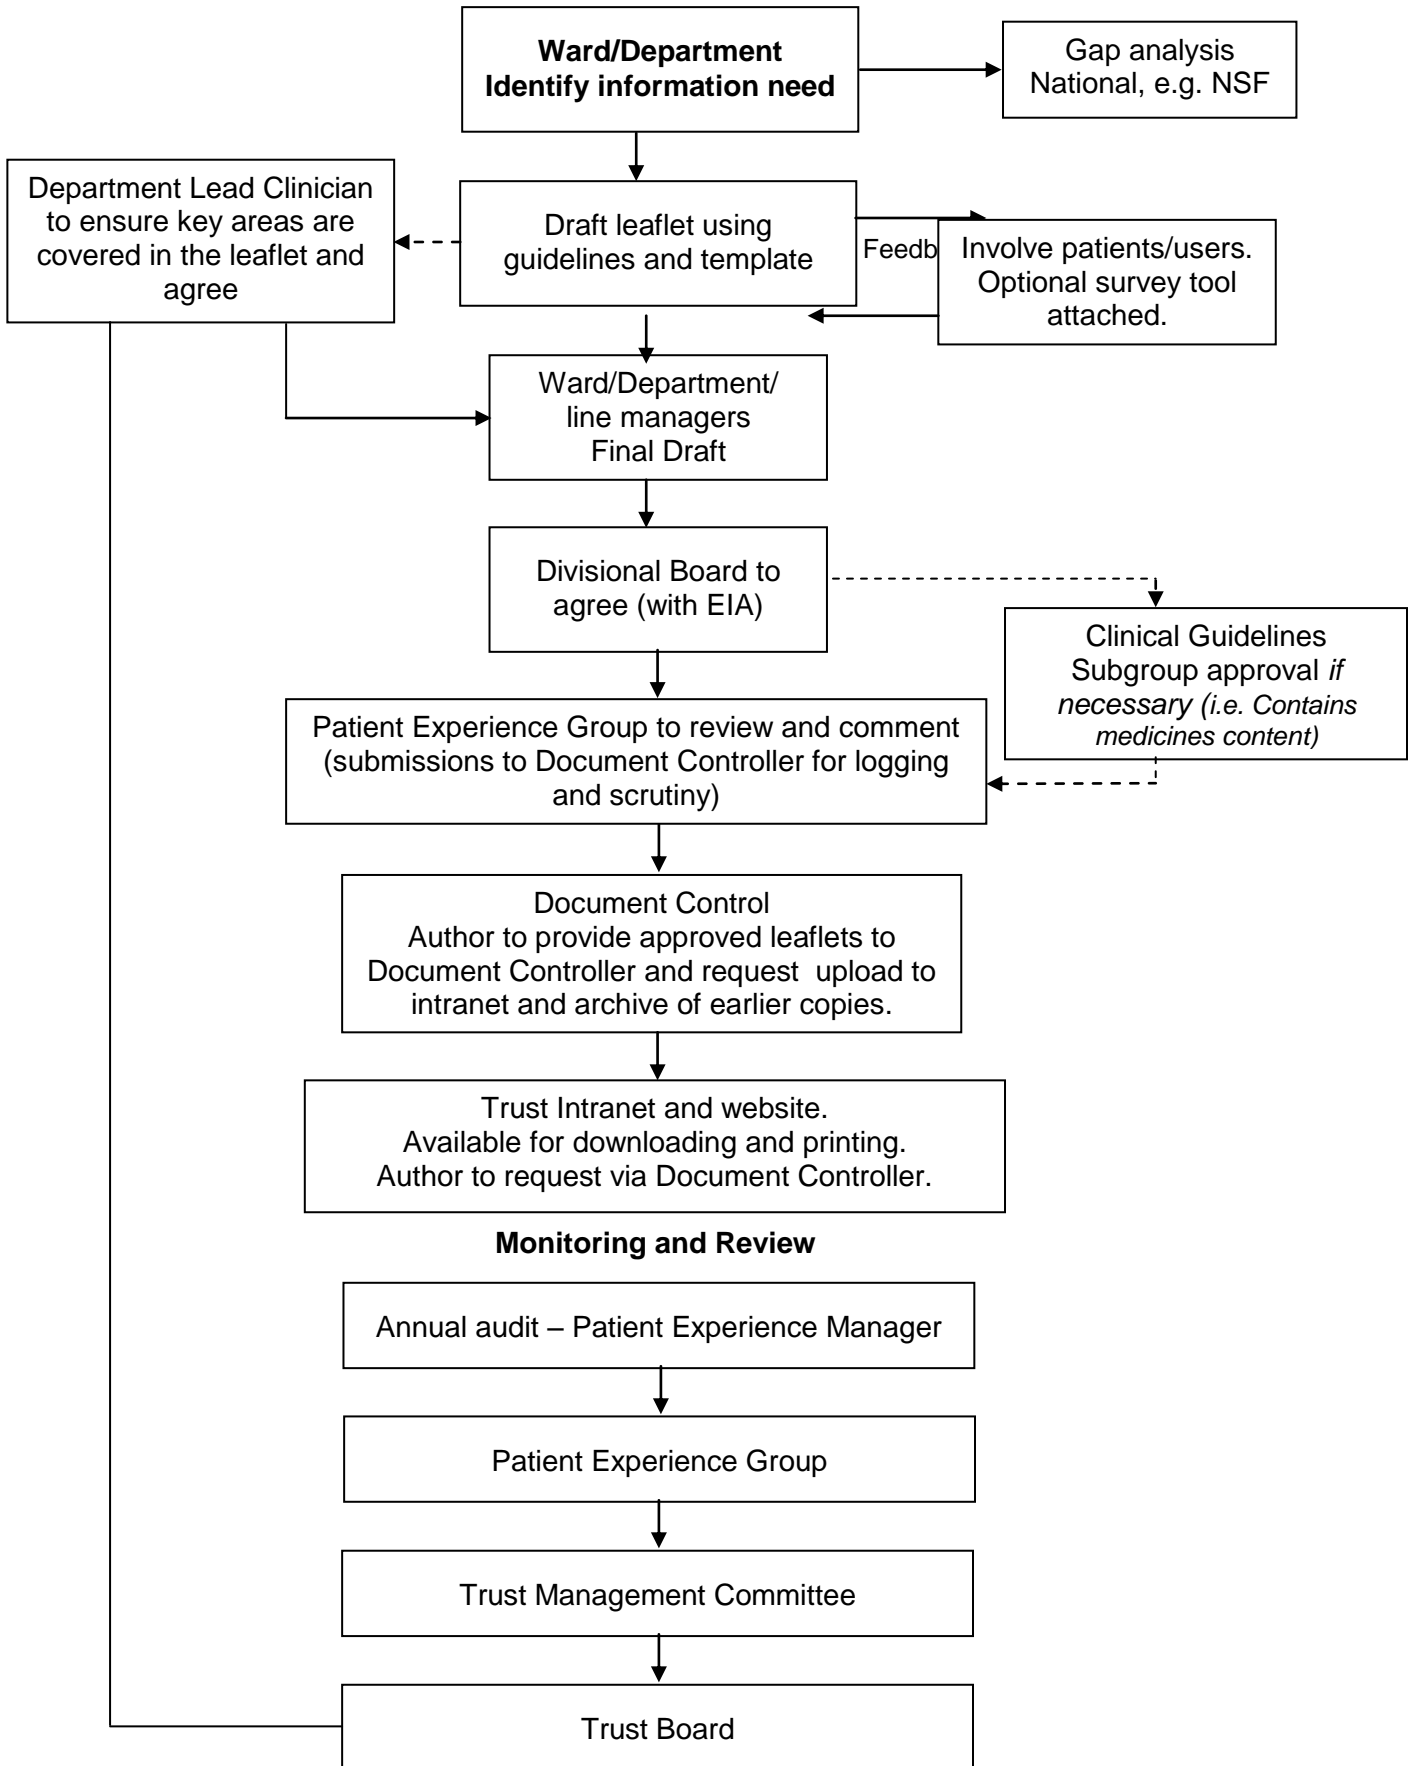 Ward/Department
Identify information need
Gap analysis
National, e.g. NSF
Department Lead Clinician
to ensure key areas are
covered in the leaflet and
agree
Draft leaflet using
guidelines and template
Feedb
Involve patients/users.
Optional survey tool
attached.
Ward/Department/
line managers
Final Draft
Divisional Board to
agree (with EIA)
Clinical Guidelines
Subgroup approval if
necessary (i.e. Contains
medicines content)
Patient Experience Group to review and comment
(submissions to Document Controller for logging
and scrutiny)
Document Control
Author to provide approved leaflets to
Document Controller and request  upload to
intranet and archive of earlier copies.
Trust Intranet and website.
Available for downloading and printing.
Author to request via Document Controller.
Monitoring and Review
Annual audit – Patient Experience Manager
Patient Experience Group
Trust Management Committee
Trust Board